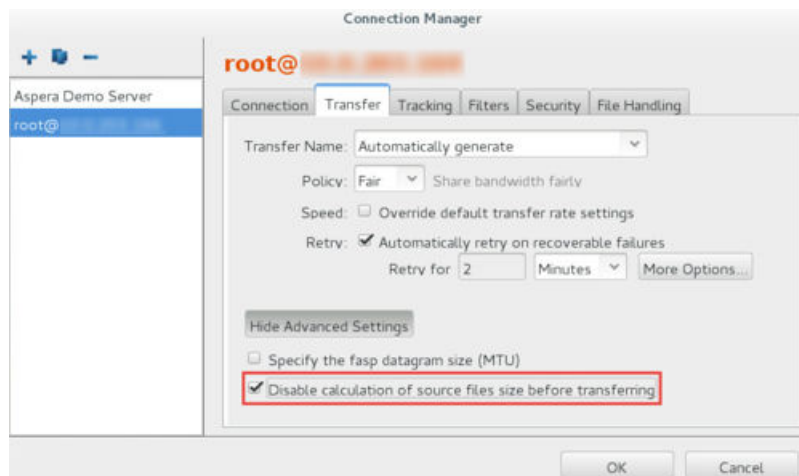 Connection Manager
root@
Aspera Demo Server
root@
Connection Transfer Tracking Filters Security File Handling
Transfer Name: Automatically generate
Policy: Fair Share bandwidth fairly
Speed: Override default transfer rate settings
Retry: Automatically retry on recoverable failures
Retry for 2 Minutes More Options...
Hide Advanced Settings
Specify the fasp datagram size (MTU)
Disable calculation of source files size before transferring
OK Cancel